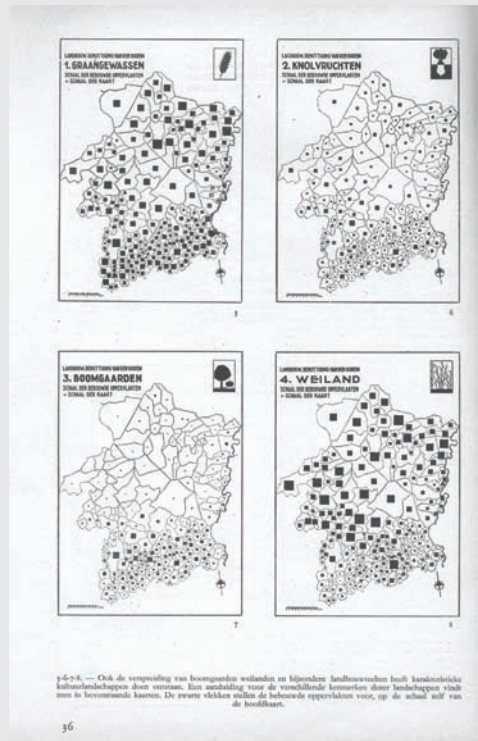 LANDBOUW. BENUTTIGING VAN DEN BODEM
1. GRAANGEWASSEN
SCHAAL DER BEBOUWDE OPPERVLAKTEN
= SCHAAL DER KAART
5
LANDBOUW. BENUTTIGING VAN DEN BODEM
2. KNOLVRUCHTEN
SCHAAL DER BEBOUWDE OPPERVLAKTEN
= SCHAAL DER KAART
6
LANDBOUW. BENUTTIGING VAN DEN BODEM
3. BOOMGAARDEN
SCHAAL DER BEBOUWDE OPPERVLAKTEN
= SCHAAL DER KAART
7
LANDBOUW. BENUTTIGING VAN DEN BODEM
4. WEILAND
SCHAAL DER BEBOUWDE OPPERVLAKTEN
= SCHAAL DER KAART
8
5-6-7-8. — Ook de verspreiding van boomgaarden weilanden en bijzondere landbouwteelten heeft karakteristieke
kultuurlandschappen doen ontstaan. Een aanduiding voor de verschillende kenmerken dezer landschappen vindt
men in bovenstaande kaarten. De zwarte vlekken stellen de bebouwde oppervlakten voor, op de schaal zelf van
de hoofdkaart.
36